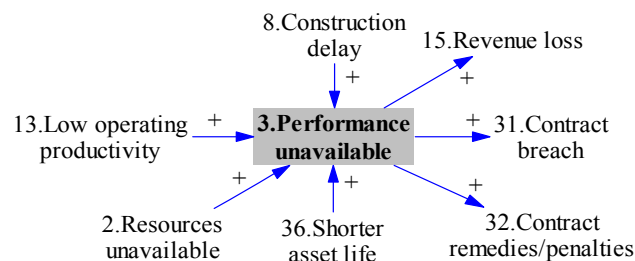 8.Construction
delay
15.Revenue loss
+
+
13.Low operating
productivity
+
3.Performance
unavailable
+
31.Contract
breach
+
+
+
2.Resources
unavailable
36.Shorter
asset life
32.Contract
remedies/penalties